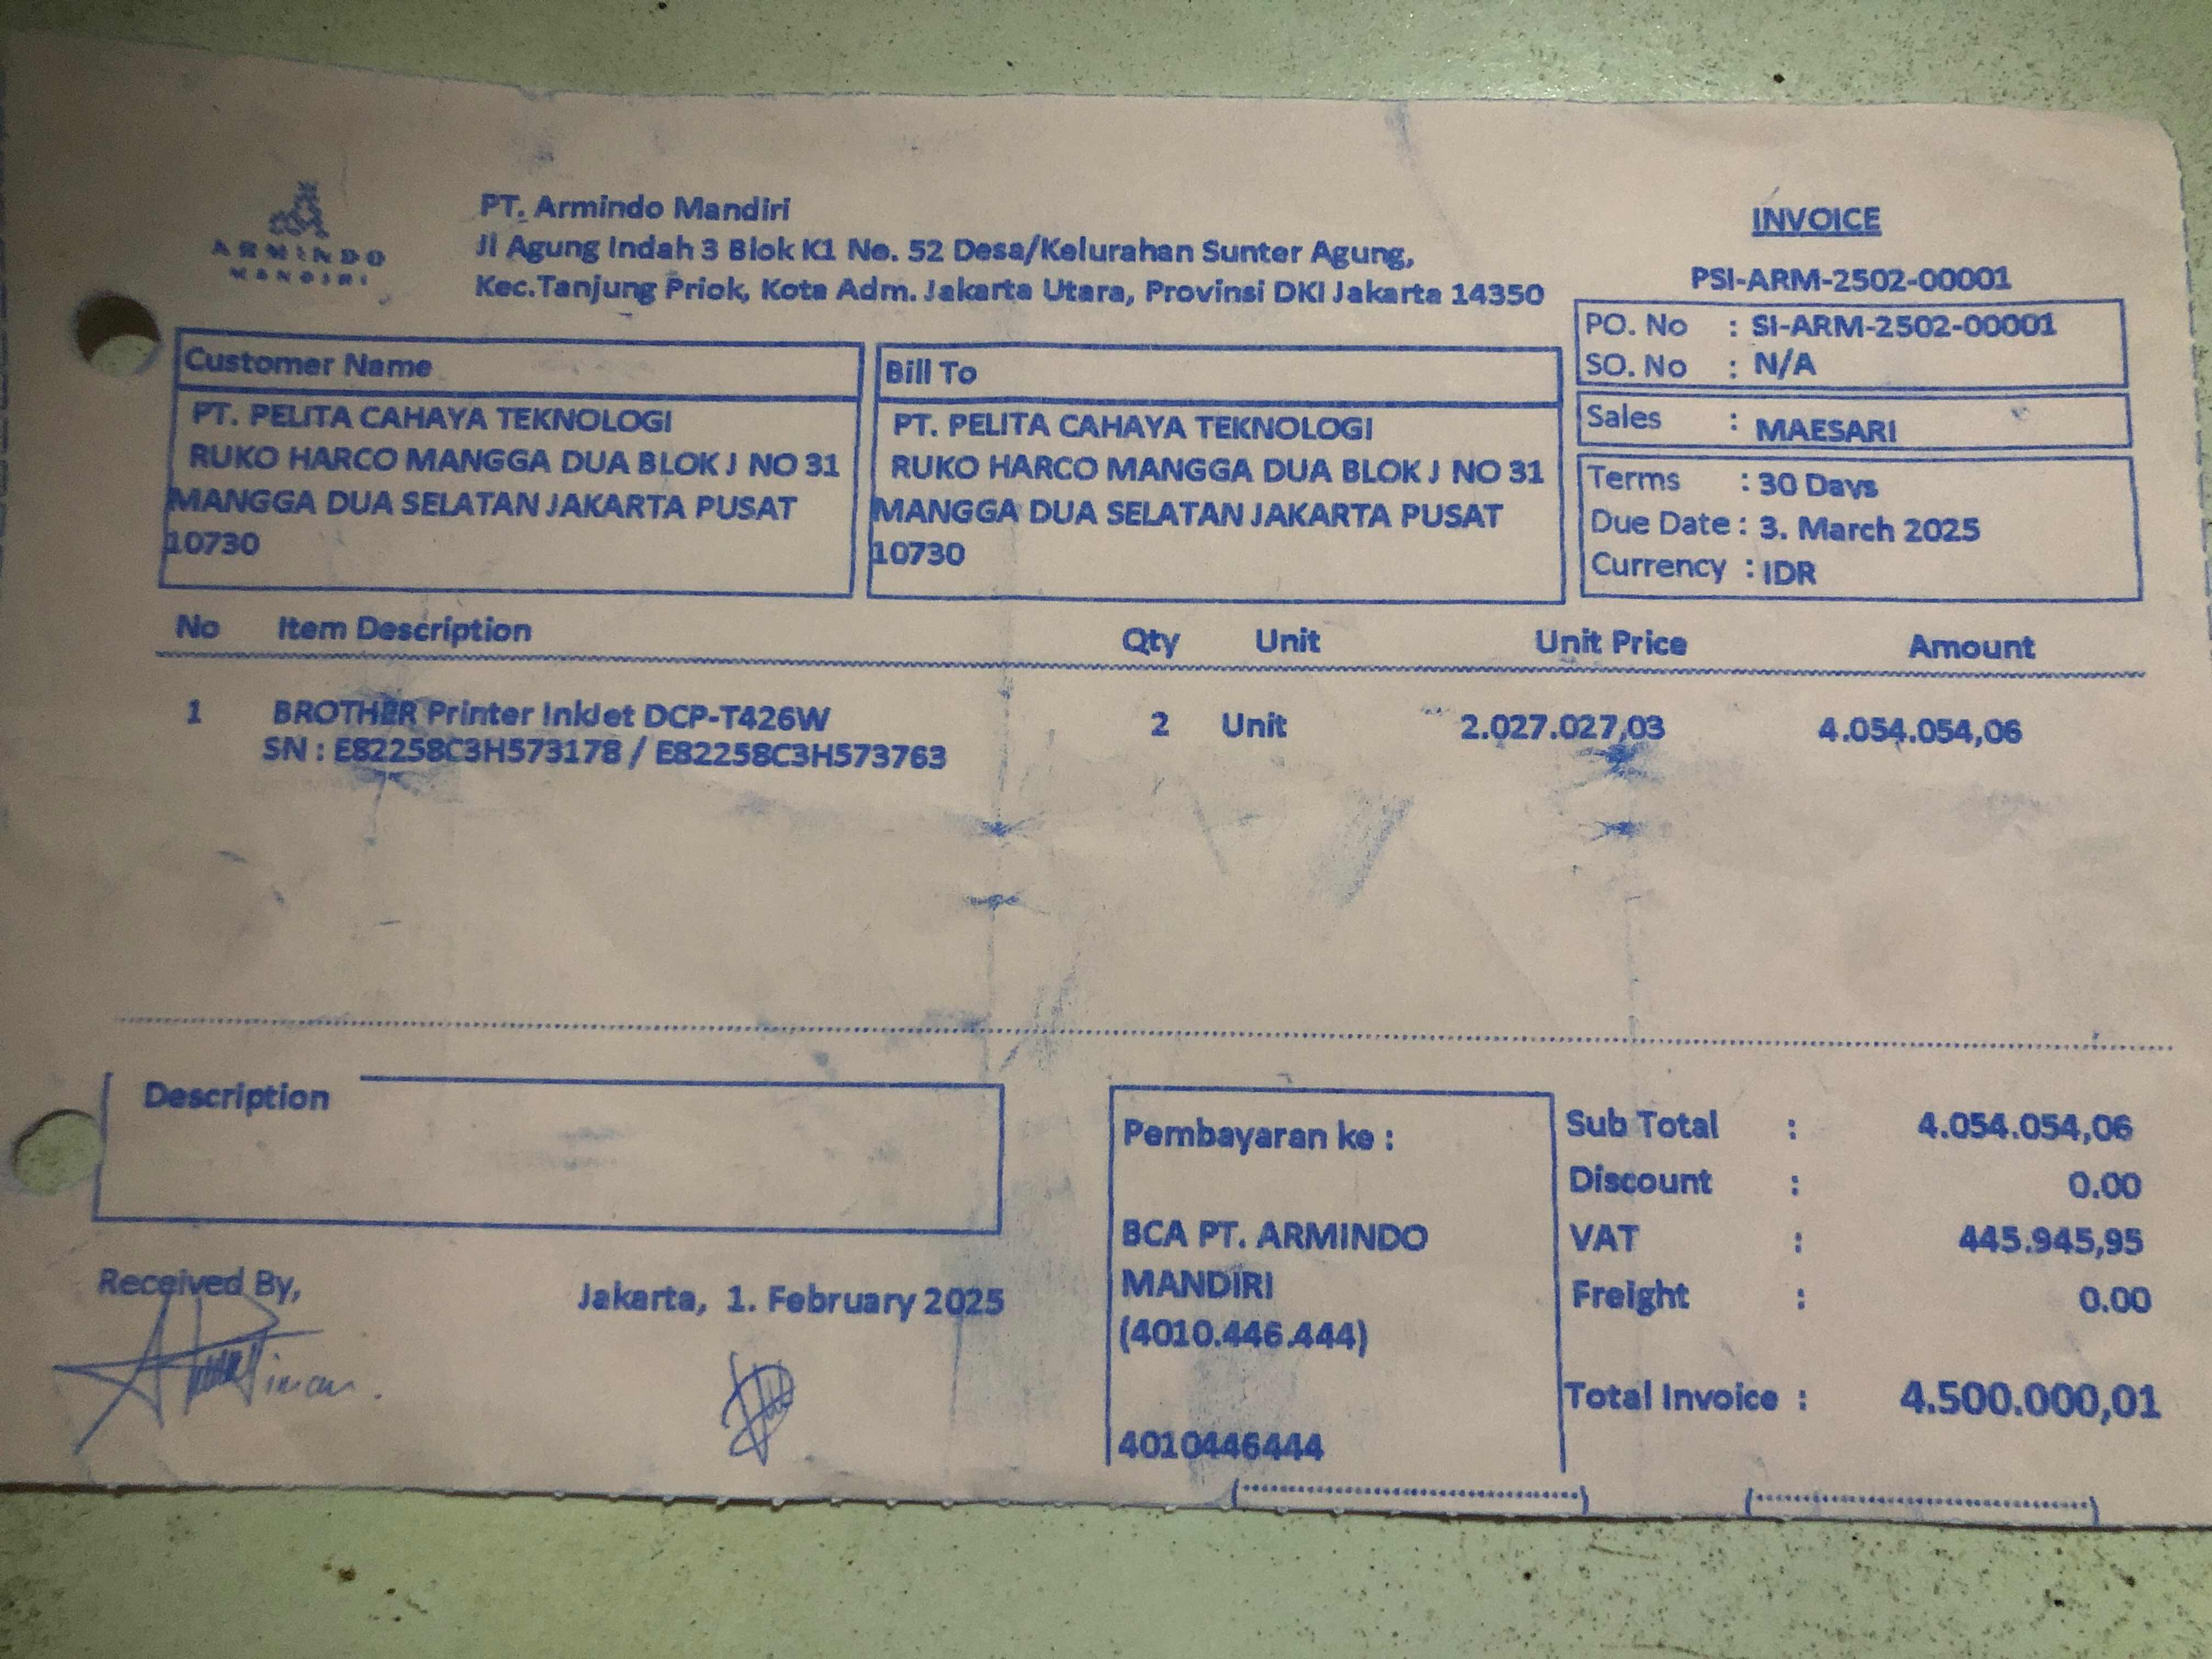 ARMINDO
MANDIRI
PT. Armindo Mandiri
Jl Agung Indah 3 Blok K1 No. 52 Desa/Kelurahan Sunter Agung,
Kec.Tanjung Priok, Kota Adm. Jakarta Utara, Provinsi DKI Jakarta 14350
INVOICE
PSI-ARM-2502-00001
PO. No : SI-ARM-2502-00001
SO. No : N/A
Sales : MAESARI
Terms : 30 Days
Due Date : 3. March 2025
Currency : IDR
Customer Name
PT. PELITA CAHAYA TEKNOLOGI
RUKO HARCO MANGGA DUA BLOK J NO 31
MANGGA DUA SELATAN JAKARTA PUSAT
10730
Bill To
PT. PELITA CAHAYA TEKNOLOGI
RUKO HARCO MANGGA DUA BLOK J NO 31
MANGGA DUA SELATAN JAKARTA PUSAT
10730
No Item Description Qty Unit Unit Price Amount
1 BROTHER Printer InkJet DCP-T426W 2 Unit 2.027.027,03 4.054.054,06
SN : E82258C3H573178 / E82258C3H573763
Description
Received By,
Jakarta, 1. February 2025
Pembayaran ke :
BCA PT. ARMINDO
MANDIRI
(4010.446.444)
4010446444
Sub Total : 4.054.054,06
Discount : 0.00
VAT : 445.945,95
Freight : 0.00
Total Invoice : 4.500.000,01